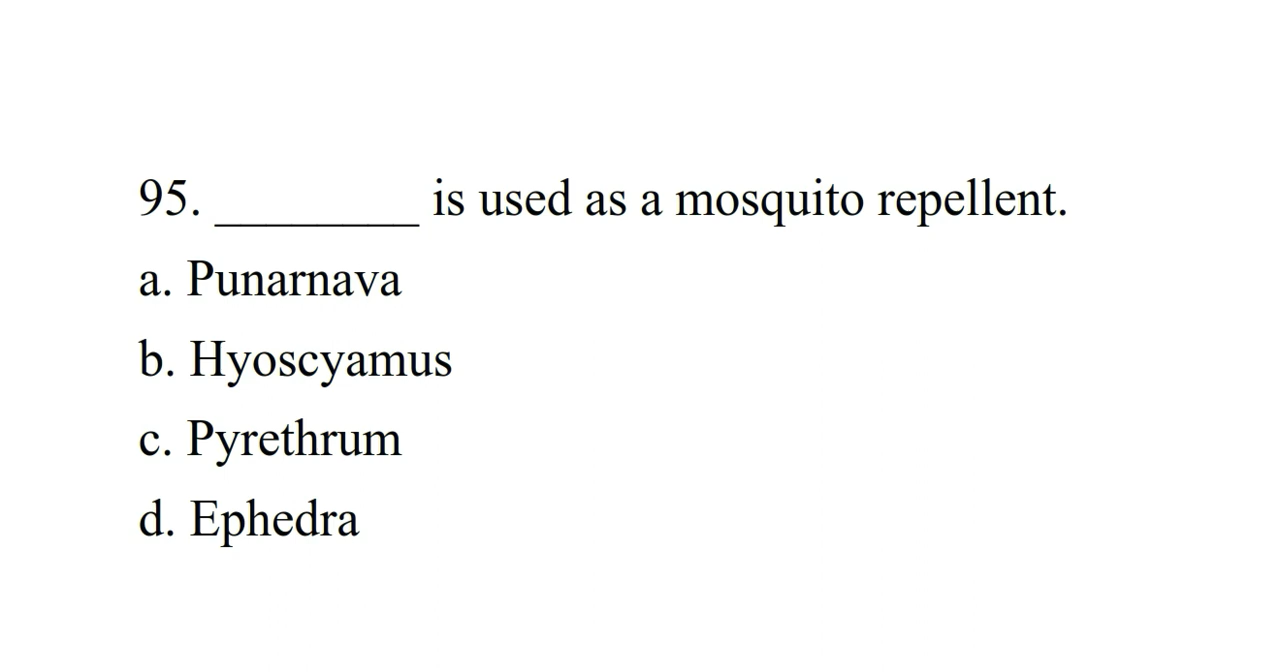 95. ________ is used as a mosquito repellent.
a. Punarnava
b. Hyoscyamus
c. Pyrethrum
d. Ephedra